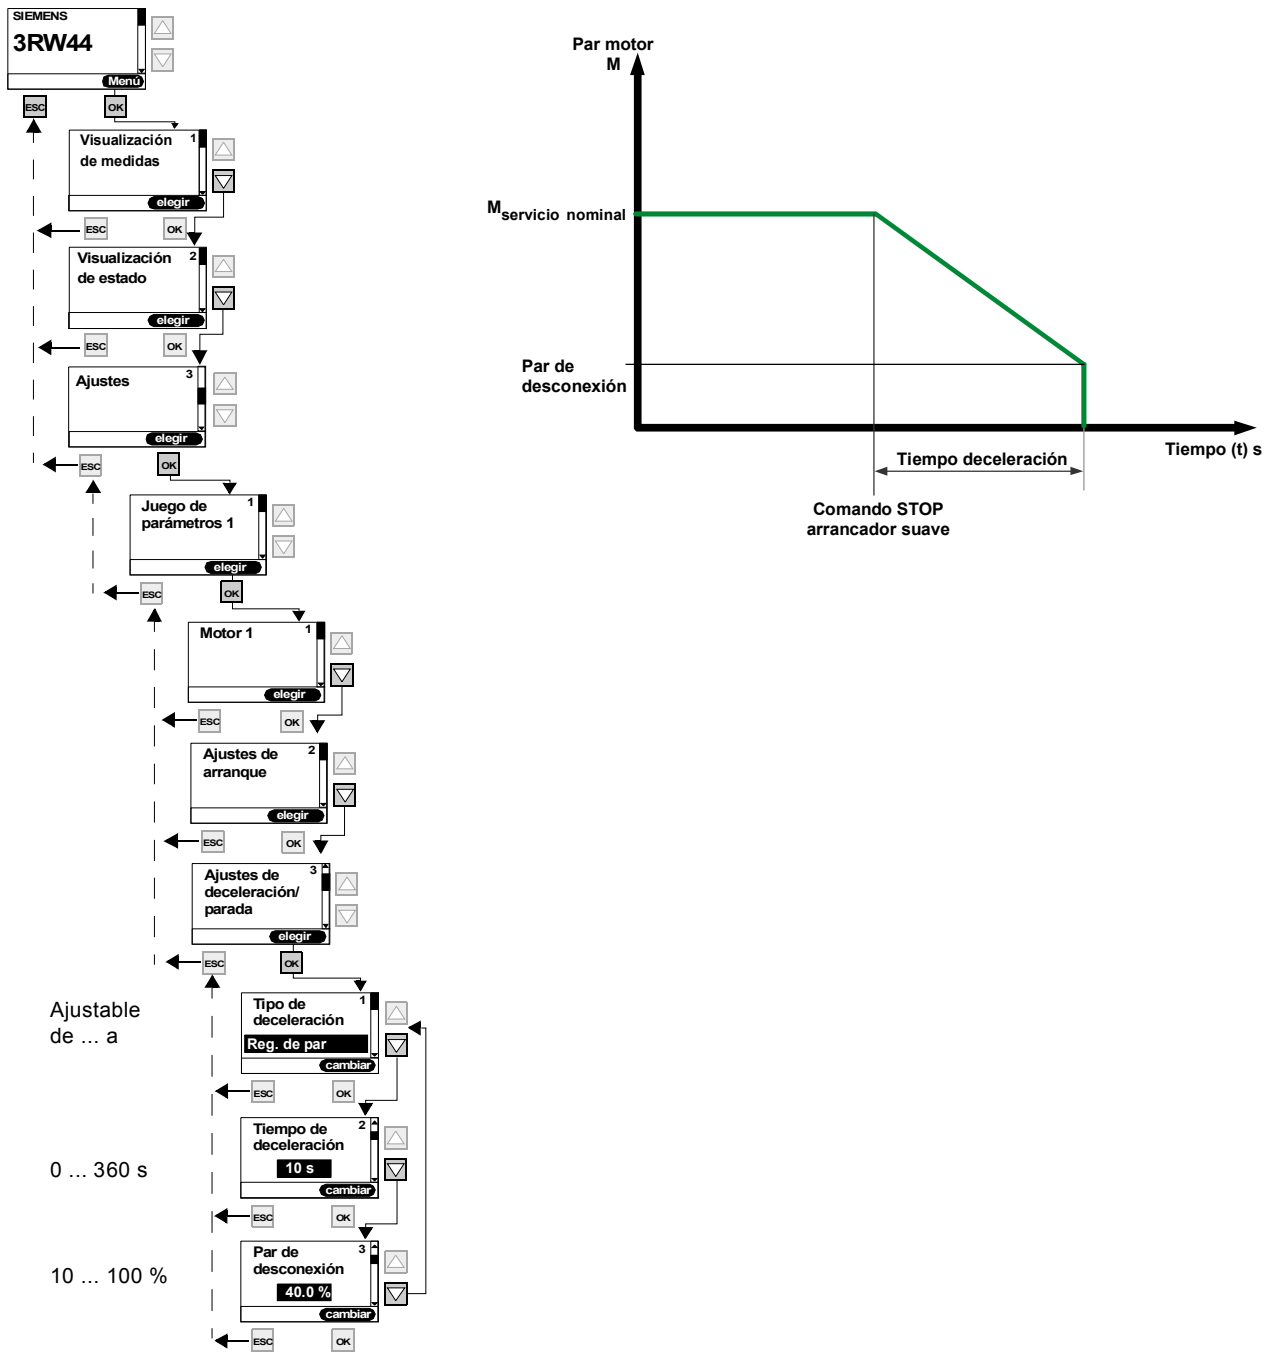 SIEMENS
3RW44
Menú
ESC
OK
Visualización
de medidas
1
elegir
ESC
OK
Visualización
de estado
2
elegir
ESC
OK
Ajustes
3
elegir
ESC
OK
Juego de
parámetros 1
1
elegir
ESC
OK
Motor 1
1
elegir
ESC
OK
Ajustes de
arranque
2
elegir
ESC
OK
Ajustes de
deceleración/
parada
3
elegir
ESC
OK
Ajustable
de ... a
Tipo de
deceleración
1
Reg. de par
cambiar
ESC
OK
0 ... 360 s
Tiempo de
deceleración
2
10 s
cambiar
ESC
OK
10 ... 100 %
Par de
desconexión
3
40.0 %
cambiar
ESC
OK
Par motor
M
Mservicio nominal
Par de
desconexión
Tiempo (t) s
Tiempo deceleración
Comando STOP
arrancador suave